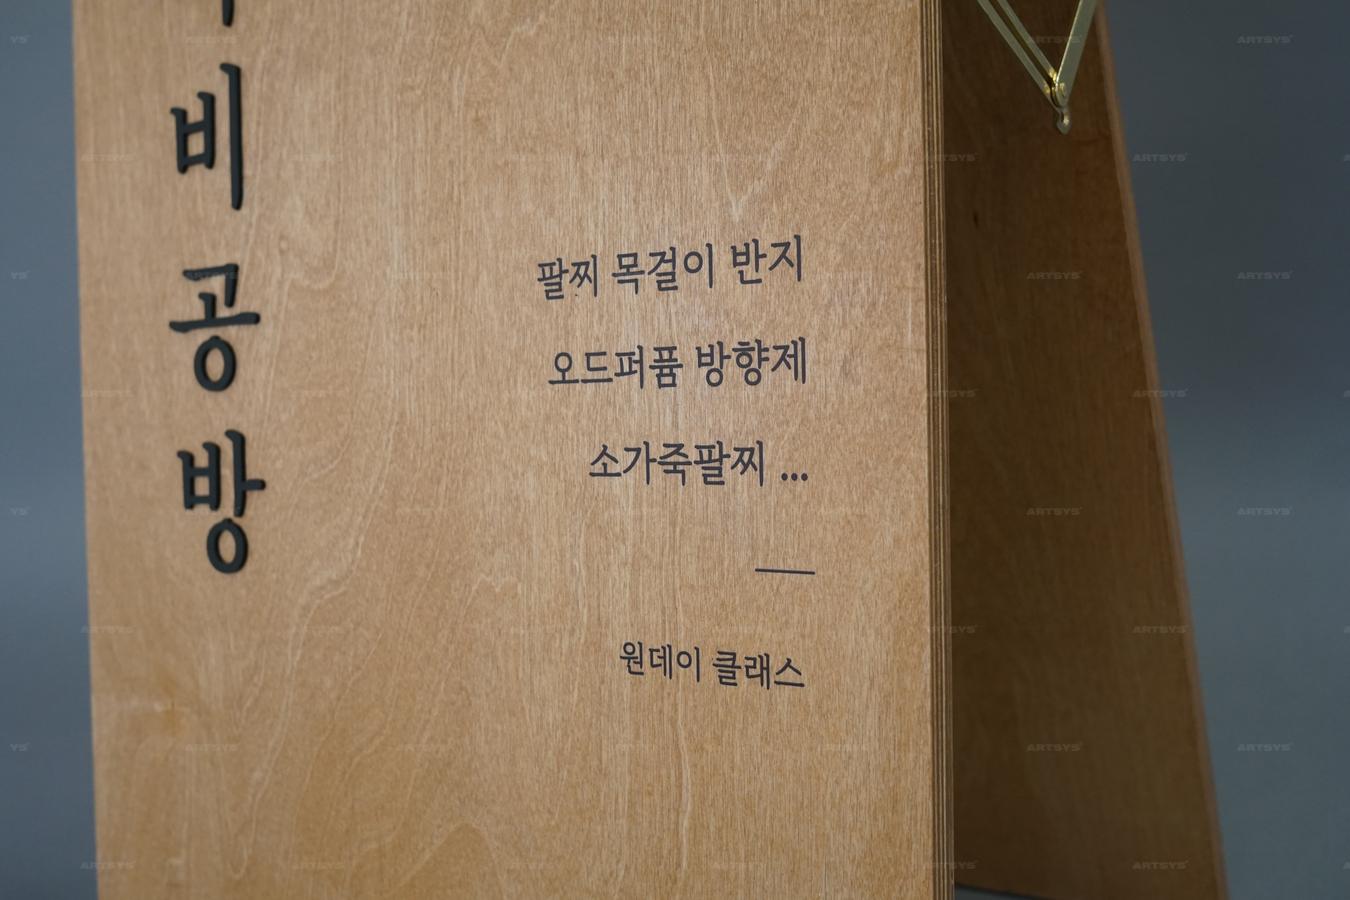 비공방
팔찌 목걸이 반지
오드퍼퓸 방향제
소가죽팔찌 ...
원데이 클래스
ARTSYS